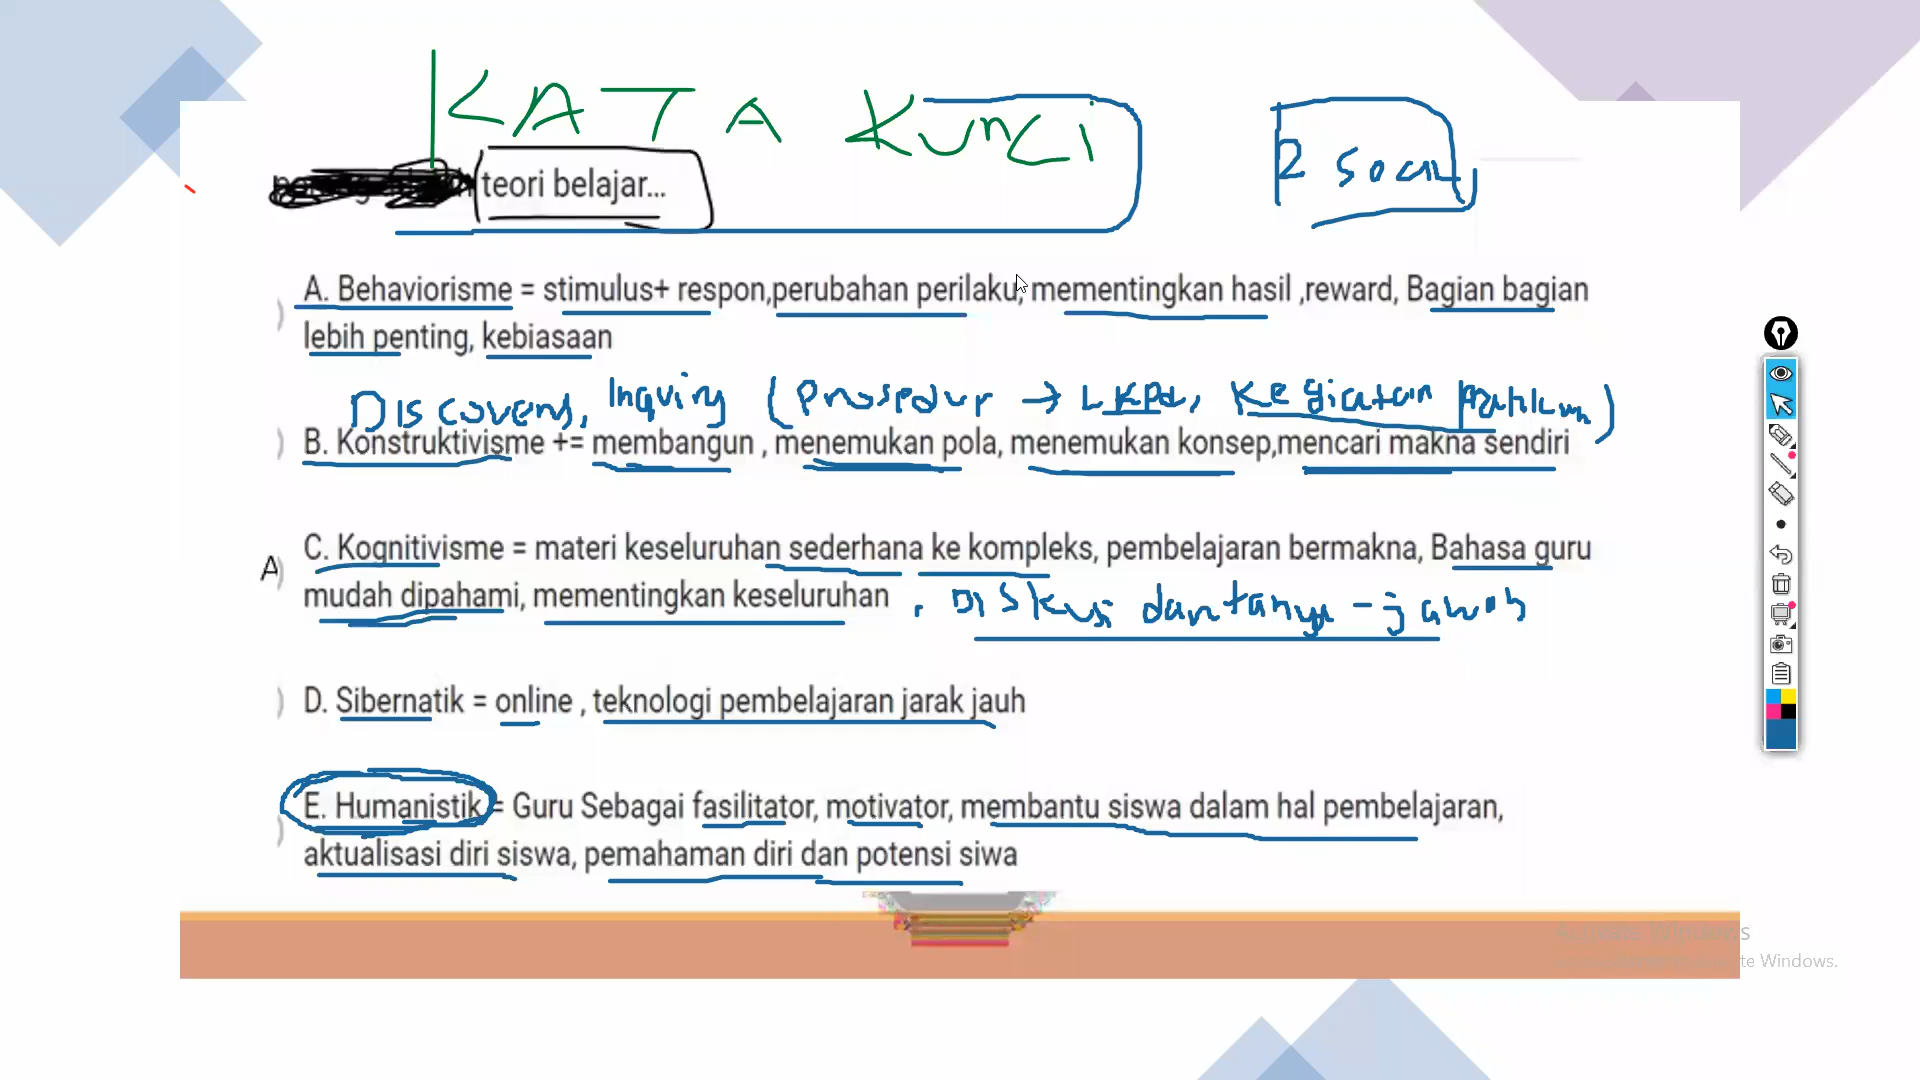 KATA KUNCI
2 Soal
teori belajar...
A. Behaviorisme = stimulus+ respon,perubahan perilaku, mementingkan hasil ,reward, Bagian bagian
lebih penting, kebiasaan
Discovery, Inquiry (Prosedur → LKPd, Kegiatan Praktikum)
B. Konstruktivisme += membangun , menemukan pola, menemukan konsep,mencari makna sendiri
C. Kognitivisme = materi keseluruhan sederhana ke kompleks, pembelajaran bermakna, Bahasa guru
A)
mudah dipahami, mementingkan keseluruhan , Diskusi dan tanya - jawab
D. Sibernatik = online , teknologi pembelajaran jarak jauh
E. Humanistik = Guru Sebagai fasilitator, motivator, membantu siswa dalam hal pembelajaran,
aktualisasi diri siswa, pemahaman diri dan potensi siwa
Windows
te Windows.